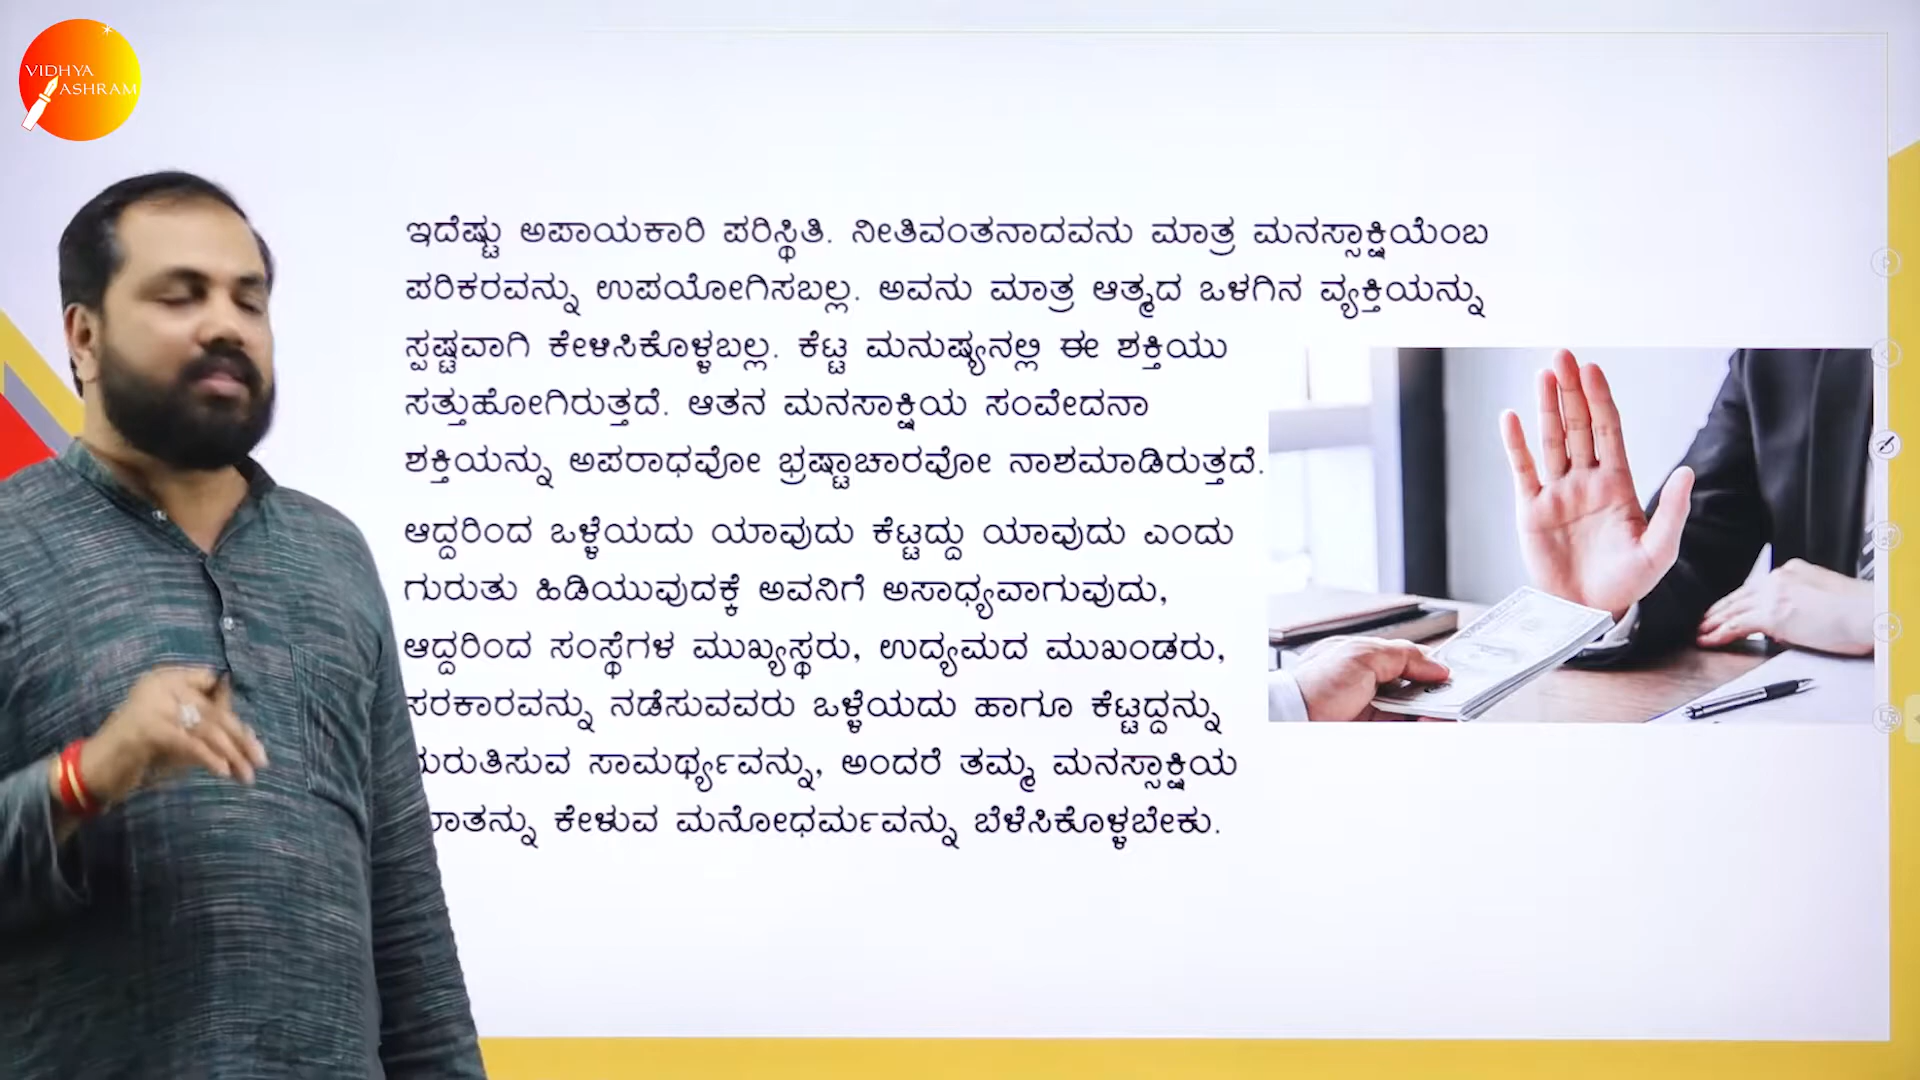 VIDHYA
ASHRAM
ಇದೆಷ್ಟು ಅಪಾಯಕಾರಿ ಪರಿಸ್ಥಿತಿ. ನೀತಿವಂತನಾದವನು ಮಾತ್ರ ಮನಸ್ಸಾಕ್ಷಿಯೆಂಬ
ಪರಿಕರವನ್ನು ಉಪಯೋಗಿಸಬಲ್ಲ. ಅವನು ಮಾತ್ರ ಆತ್ಮದ ಒಳಗಿನ ವ್ಯಕ್ತಿಯನ್ನು
ಸ್ಪಷ್ಟವಾಗಿ ಕೇಳಿಸಿಕೊಳ್ಳಬಲ್ಲ. ಕೆಟ್ಟ ಮನುಷ್ಯನಲ್ಲಿ ಈ ಶಕ್ತಿಯು
ಸತ್ತುಹೋಗಿರುತ್ತದೆ. ಆತನ ಮನಸಾಕ್ಷಿಯ ಸಂವೇದನಾ
ಶಕ್ತಿಯನ್ನು ಅಪರಾಧವೋ ಭ್ರಷ್ಟಾಚಾರವೋ ನಾಶಮಾಡಿರುತ್ತದೆ.
ಆದ್ದರಿಂದ ಒಳ್ಳೆಯದು ಯಾವುದು ಕೆಟ್ಟದ್ದು ಯಾವುದು ಎಂದು
ಗುರುತು ಹಿಡಿಯುವುದಕ್ಕೆ ಅವನಿಗೆ ಅಸಾಧ್ಯವಾಗುವುದು,
ಆದ್ದರಿಂದ ಸಂಸ್ಥೆಗಳ ಮುಖ್ಯಸ್ಥರು, ಉದ್ಯಮದ ಮುಖಂಡರು,
ಸರಕಾರವನ್ನು ನಡೆಸುವವರು ಒಳ್ಳೆಯದು ಹಾಗೂ ಕೆಟ್ಟದ್ದನ್ನು
ಸಾಮರ್ಥ್ಯವನ್ನು, ಅಂದರೆ ತಮ್ಮ ಮನಸ್ಸಾಕ್ಷಿಯ
ಕೇಳುವ ಮನೋಧರ್ಮವನ್ನು ಬೆಳೆಸಿಕೊಳ್ಳಬೇಕು.